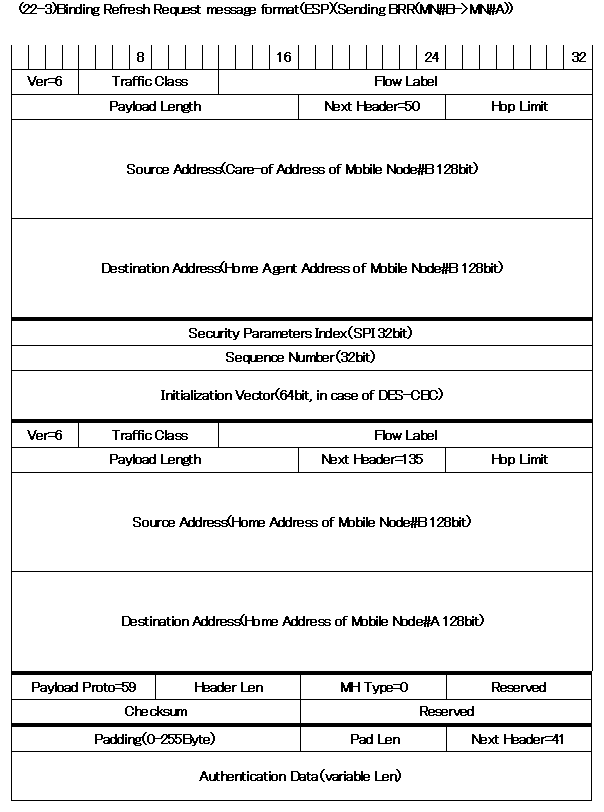 (22-3)Binding Refresh Request message format(ESP)(Sending BRR(MN#B->MN#A))
8 16 24 32
Ver=6 Traffic Class Flow Label
Payload Length Next Header=50 Hop Limit
Source Address(Care-of Address of Mobile Node#B 128bit)
Destination Address(Home Agent Address of Mobile Node#B 128bit)
Security Parameters Index(SPI 32bit)
Sequence Number(32bit)
Initialization Vector(64bit, in case of DES-CBC)
Ver=6 Traffic Class Flow Label
Payload Length Next Header=135 Hop Limit
Source Address(Home Address of Mobile Node#B 128bit)
Destination Address(Home Address of Mobile Node#A 128bit)
Payload Proto=59 Header Len MH Type=0 Reserved
Checksum Reserved
Padding(0-255Byte) Pad Len Next Header=41
Authentication Data(variable Len)